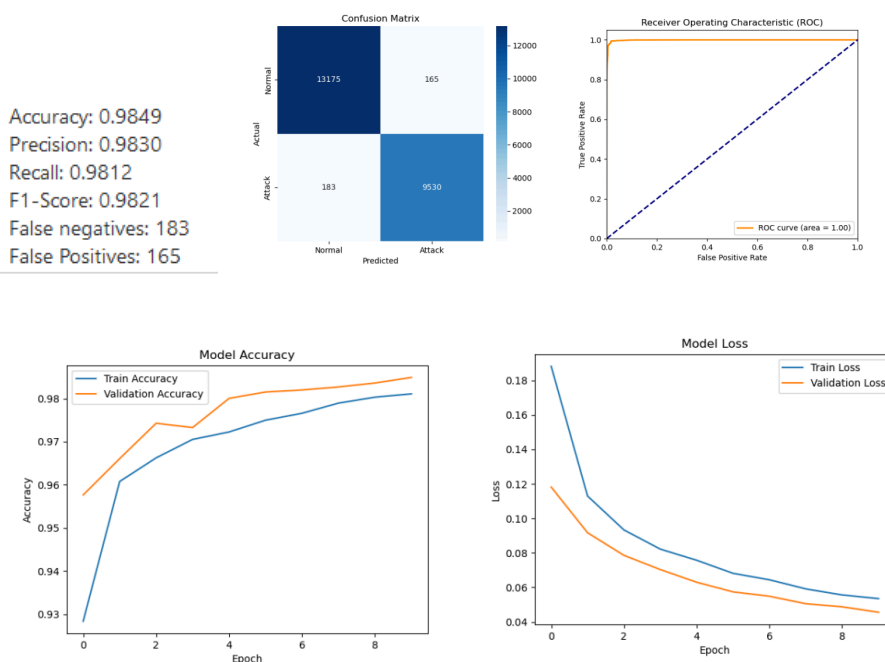 Accuracy: 0.9849
Precision: 0.9830
Recall: 0.9812
F1-Score: 0.9821
False negatives: 183
False Positives: 165
Confusion Matrix
Actual
Normal
Attack
13175
165
183
9530
Normal
Attack
Predicted
12000
10000
8000
6000
4000
2000
Receiver Operating Characteristic (ROC)
True Positive Rate
1.0
0.8
0.6
0.4
0.2
0.0
0.0
0.2
0.4
0.6
0.8
1.0
False Positive Rate
ROC curve (area = 1.00)
Model Accuracy
Train Accuracy
Validation Accuracy
Accuracy
0.98
0.97
0.96
0.95
0.94
0.93
0
2
4
6
8
Epoch
Model Loss
Train Loss
Validation Loss
Loss
0.18
0.16
0.14
0.12
0.10
0.08
0.06
0.04
0
2
4
6
8
Epoch